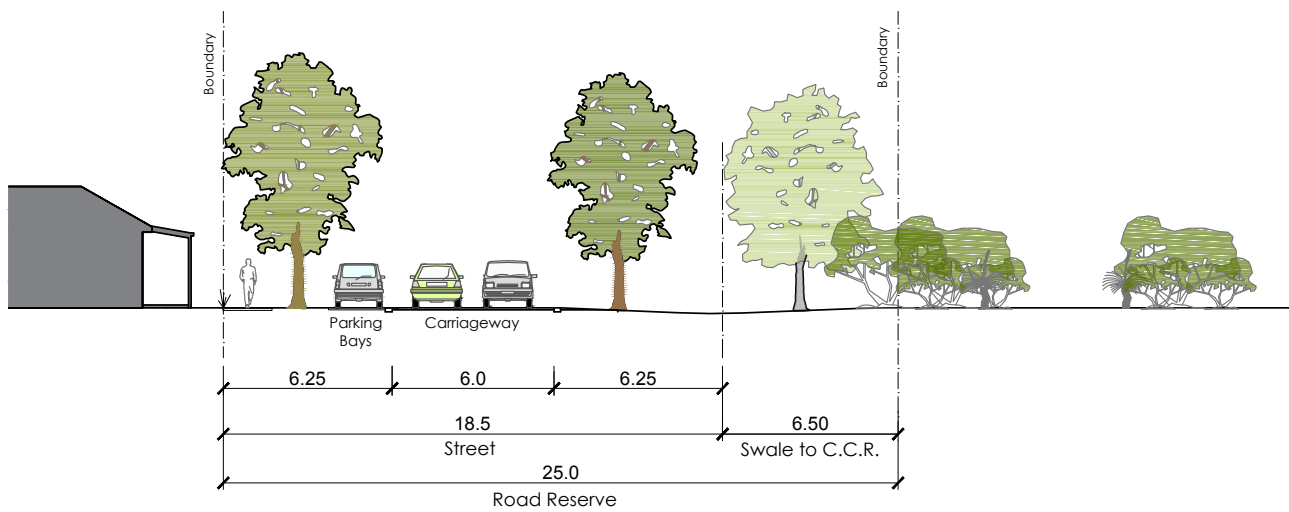 Boundary
Boundary
Parking
Bays
Carriageway
6.25
6.0
6.25
18.5
6.50
Street
Swale to C.C.R.
25.0
Road Reserve